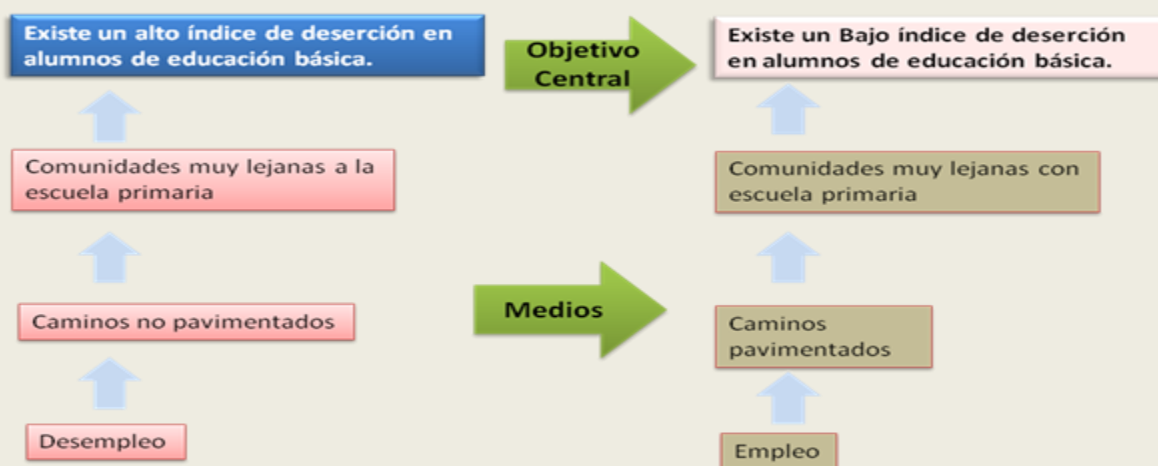 Existe un alto índice de deserción en
alumnos de educación básica.
Objetivo
Central
Existe un Bajo índice de deserción
en alumnos de educación básica.
Comunidades muy lejanas a la
escuela primaria
Comunidades muy lejanas con
escuela primaria
Caminos no pavimentados
Medios
Caminos
pavimentados
Desempleo
Empleo